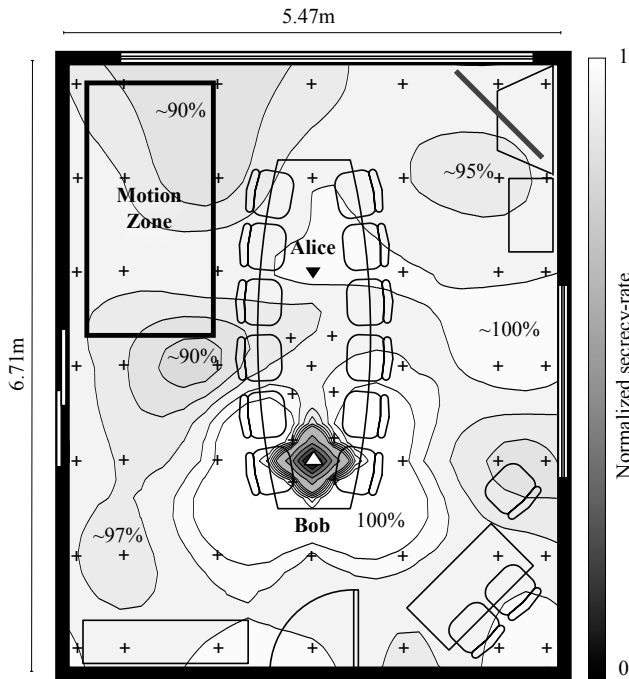 5.47m
1
~90%
~95%
Motion
Zone
Alice
~100%
6.71m
~90%
Normalized secrecy-rate
Bob
100%
~97%
0